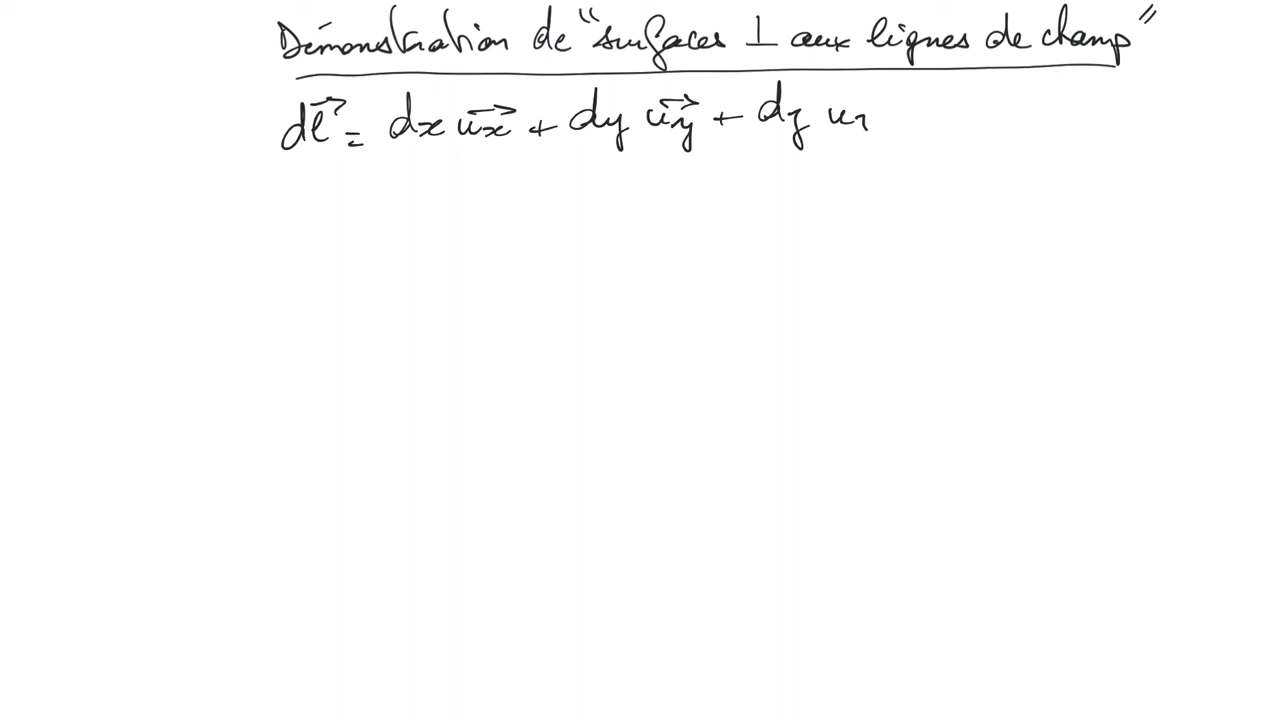 Démonstration de "surfaces ⊥ aux lignes de champ"
dl⃗ = dx u⃗x + dy u⃗y + dz uz